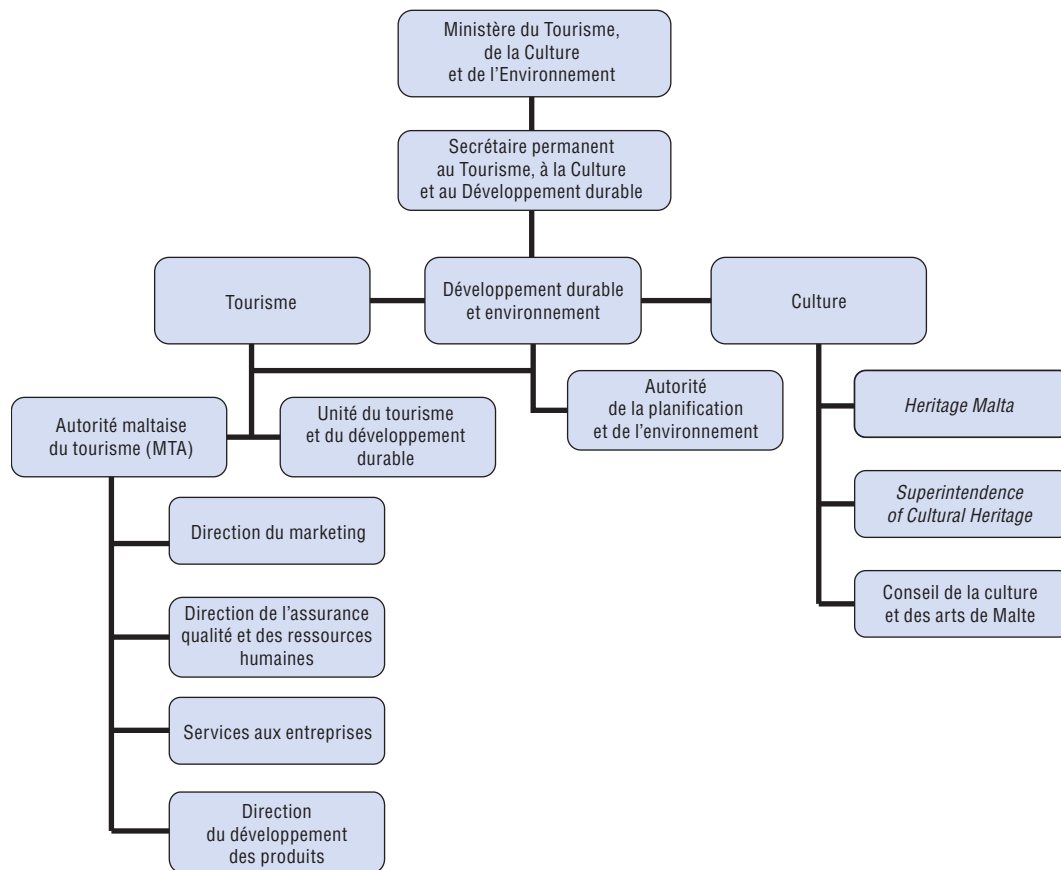 Ministère du Tourisme,
de la Culture
et de l'Environnement
Secrétaire permanent
au Tourisme, à la Culture
et au Développement durable
Tourisme
Développement durable
et environnement
Culture
Autorité maltaise
du tourisme (MTA)
Unité du tourisme
et du développement
durable
Autorité
de la planification
et de l'environnement
Heritage Malta
Superintendence
of Cultural Heritage
Conseil de la culture
et des arts de Malte
Direction du marketing
Direction de l'assurance
qualité et des ressources
humaines
Services aux entreprises
Direction
du développement
des produits